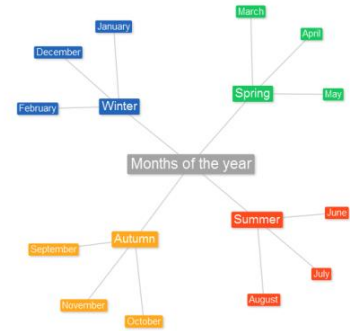 March
January
April
December
Spring
May
Winter
February
Months of the year
June
Summer
Autumn
September
July
August
November
October